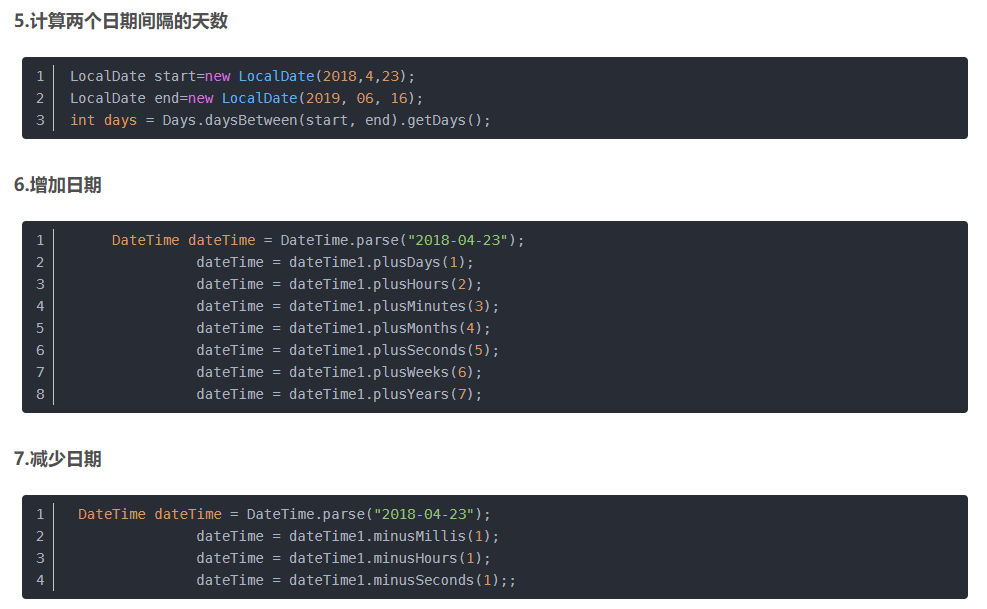 5.计算两个日期间隔的天数
1 LocalDate start=new LocalDate(2018,4,23);
2 LocalDate end=new LocalDate(2019, 06, 16);
3 int days = Days.daysBetween(start, end).getDays();
6.增加日期
1 DateTime dateTime = DateTime.parse("2018-04-23");
2 dateTime = dateTime1.plusDays(1);
3 dateTime = dateTime1.plusHours(2);
4 dateTime = dateTime1.plusMinutes(3);
5 dateTime = dateTime1.plusMonths(4);
6 dateTime = dateTime1.plusSeconds(5);
7 dateTime = dateTime1.plusWeeks(6);
8 dateTime = dateTime1.plusYears(7);
7.减少日期
1 DateTime dateTime = DateTime.parse("2018-04-23");
2 dateTime = dateTime1.minusMillis(1);
3 dateTime = dateTime1.minusHours(1);
4 dateTime = dateTime1.minusSeconds(1);;